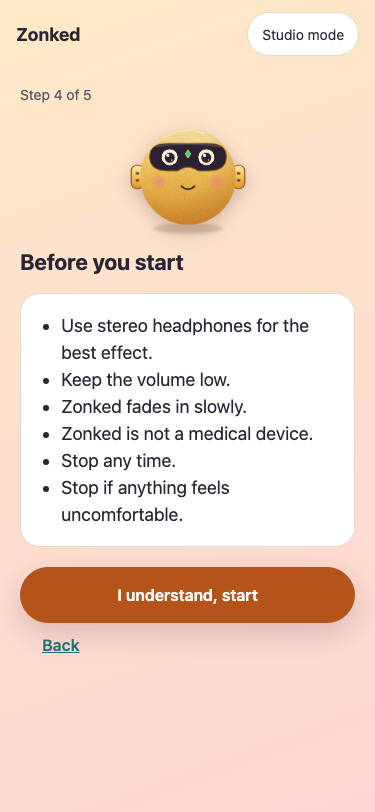 Zonked
Studio mode
Step 4 of 5
Before you start
• Use stereo headphones for the
best effect.
• Keep the volume low.
• Zonked fades in slowly.
• Zonked is not a medical device.
• Stop any time.
• Stop if anything feels
uncomfortable.
I understand, start
Back